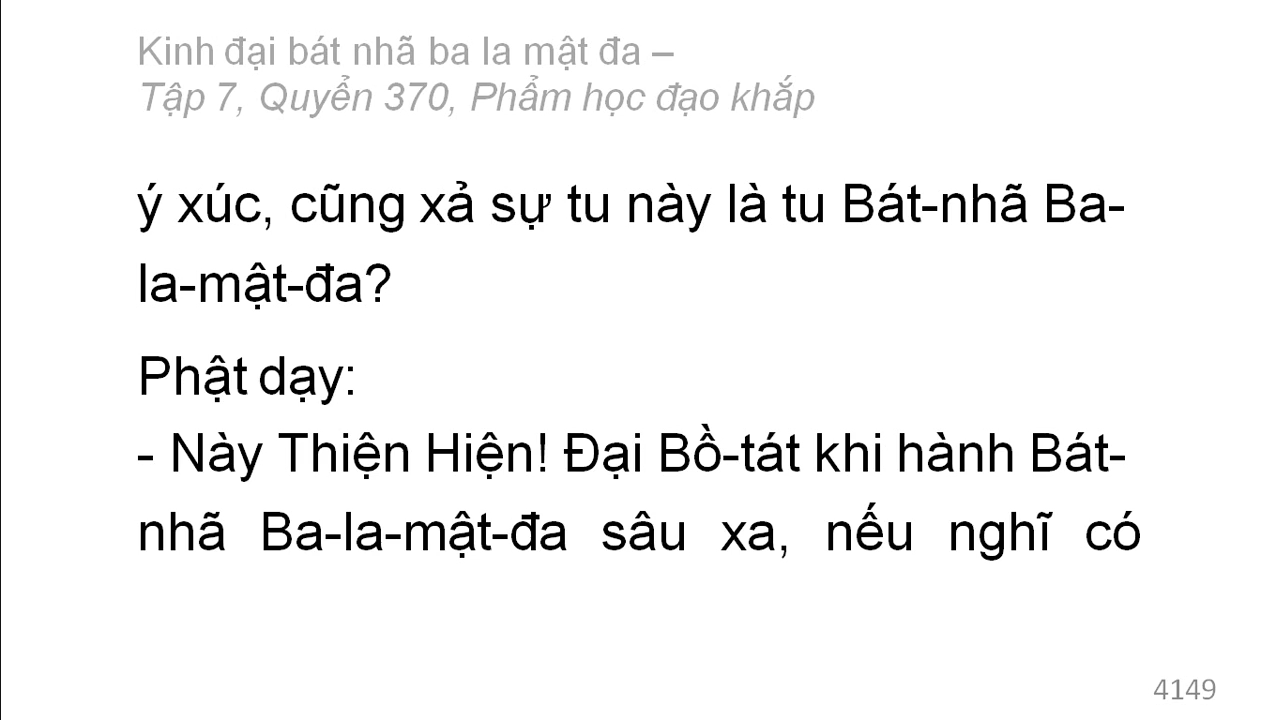 Kinh đại bát nhã ba la mật đa –
Tập 7, Quyển 370, Phẩm học đạo khắp
ý xúc, cũng xả sự tu này là tu Bát-nhã Ba-
la-mật-đa?
Phật dạy:
- Này Thiện Hiện! Đại Bồ-tát khi hành Bát-
nhã Ba-la-mật-đa sâu xa, nếu nghĩ có
4149